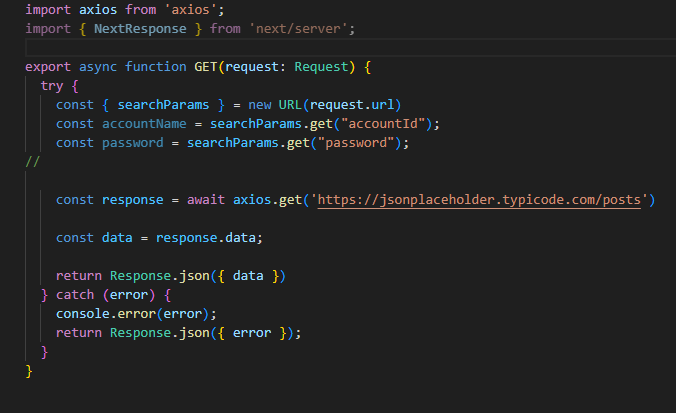 import axios from 'axios';
import { NextResponse } from 'next/server';
export async function GET(request: Request) {
try {
const { searchParams } = new URL(request.url)
const accountName = searchParams.get("accountId");
const password = searchParams.get("password");
//
const response = await axios.get('https://jsonplaceholder.typicode.com/posts')
const data = response.data;
return Response.json({ data })
} catch (error) {
console.error(error);
return Response.json({ error });
}
}